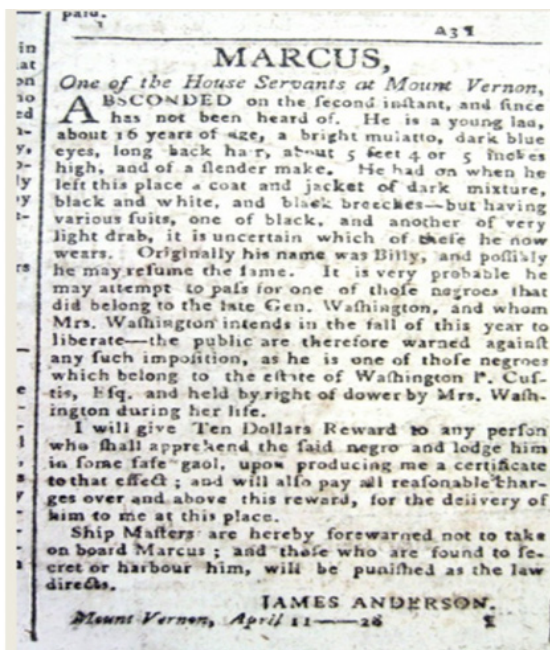 paid.
in
at
on
no
ed
y,
ly
rs
e
a3¶
MARCUS,
One of the House Servants at Mount Vernon,
ABSCONDED on the ſecond inſtant, and ſince
has not been heard of. He is a young lad,
about 16 years of age, a bright mulatto, dark blue
eyes, long back hair, about 5 feet 4 or 5 inches
high, and of a ſlender make. He had on when he
left this place a coat and jacket of dark mixture,
black and white, and black breeches—but having
various ſuits, one of black, and another of very
light drab, it is uncertain which of theſe he now
wears. Originally his name was Billy, and poſſibly
he may reſume the ſame. It is very probable he
may attempt to paſs for one of thoſe negroes that
did belong to the late Gen. Waſhington, and whom
Mrs. Waſhington intends in the fall of this year to
liberate—the public are therefore warned againſt
any ſuch impoſition, as he is one of thoſe negroes
which belong to the eſtate of Waſhington P. Cuſ-
tis, Eſq. and held by right of dower by Mrs. Waſh-
ington during her life.
I will give Ten Dollars Reward to any perſon
who ſhall apprehend the ſaid negro and lodge him
in ſome ſafe gaol, upon producing me a certificate
to that effect; and will alſo pay all reaſonable char-
ges over and above this reward, for the delivery of
him to me at this place.
Ship Maſters are hereby forewarned not to take
on board Marcus; and thoſe who are found to ſe-
cret or harbour him, will be puniſhed as the law
directs.
JAMES ANDERSON.
Mount Vernon, April 11——28 ¶